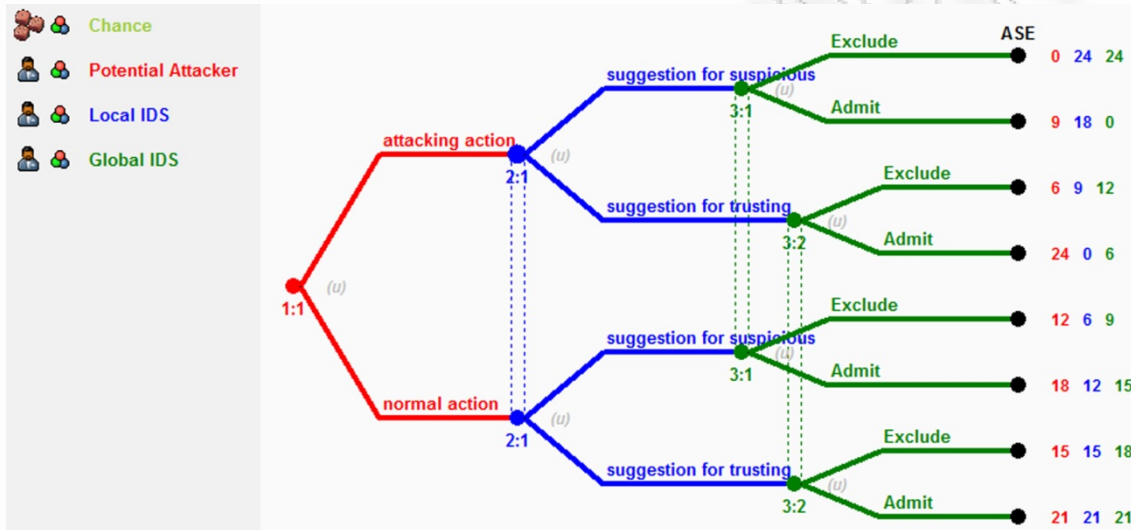 Chance
Potential Attacker
Local IDS
Global IDS
ASE
Exclude
0 24 24
suggestion for suspicious
3:1
(u)
Admit
9 18 0
attacking action
2:1
(u)
Exclude
6 9 12
suggestion for trusting
3:2
(u)
Admit
24 0 6
1:1
(u)
Exclude
12 6 9
suggestion for suspicious
3:1
(u)
Admit
18 12 15
normal action
2:1
(u)
Exclude
15 15 18
suggestion for trusting
3:2
(u)
Admit
21 21 21